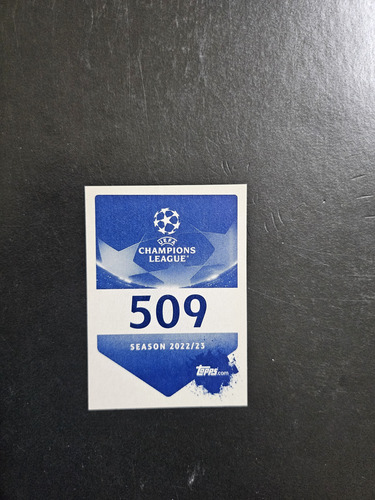 UEFA
CHAMPIONS
LEAGUE®
509
SEASON 2022/23
Topps.com